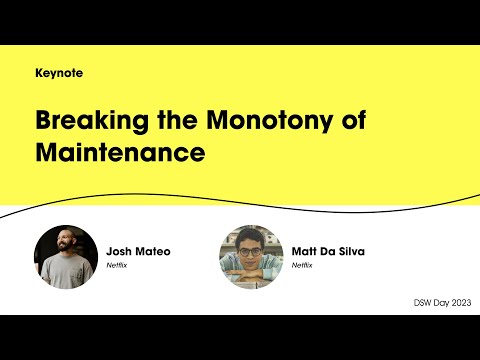 Keynote
Breaking the Monotony of
Maintenance
Josh Mateo
Netflix
Matt Da Silva
Netflix
DSW Day 2023